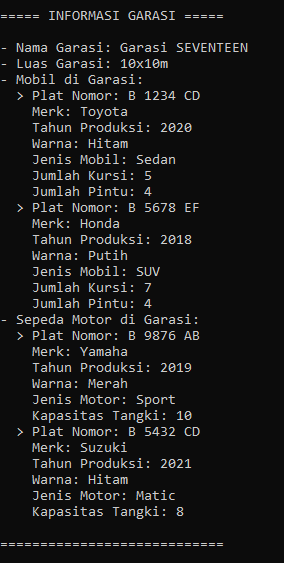 ===== INFORMASI GARASI =====
- Nama Garasi: Garasi SEVENTEEN
- Luas Garasi: 10x10m
- Mobil di Garasi:
  > Plat Nomor: B 1234 CD
    Merk: Toyota
    Tahun Produksi: 2020
    Warna: Hitam
    Jenis Mobil: Sedan
    Jumlah Kursi: 5
    Jumlah Pintu: 4
  > Plat Nomor: B 5678 EF
    Merk: Honda
    Tahun Produksi: 2018
    Warna: Putih
    Jenis Mobil: SUV
    Jumlah Kursi: 7
    Jumlah Pintu: 4
- Sepeda Motor di Garasi:
  > Plat Nomor: B 9876 AB
    Merk: Yamaha
    Tahun Produksi: 2019
    Warna: Merah
    Jenis Motor: Sport
    Kapasitas Tangki: 10
  > Plat Nomor: B 5432 CD
    Merk: Suzuki
    Tahun Produksi: 2021
    Warna: Hitam
    Jenis Motor: Matic
    Kapasitas Tangki: 8
============================